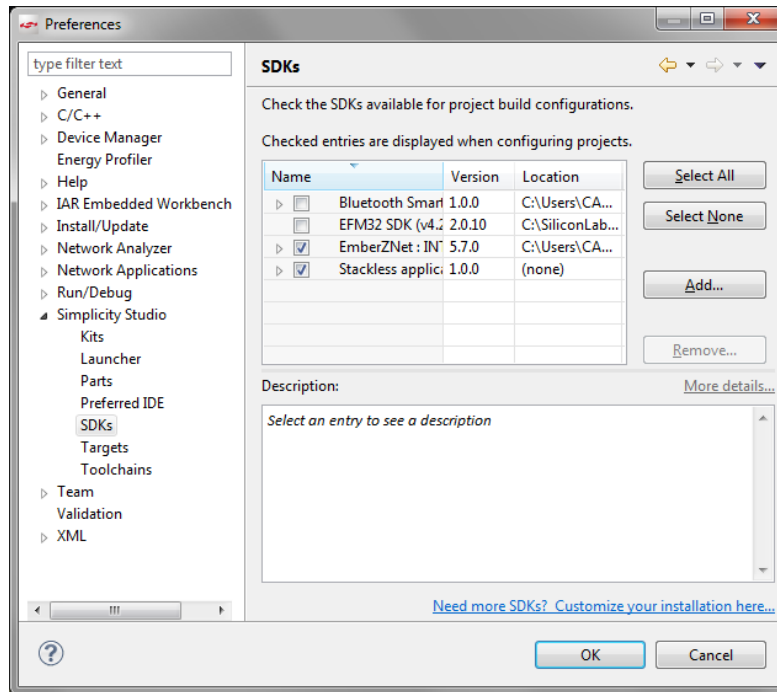 Preferences
type filter text
General
C/C++
Device Manager
Energy Profiler
Help
IAR Embedded Workbench
Install/Update
Network Analyzer
Network Applications
Run/Debug
Simplicity Studio
Kits
Launcher
Parts
Preferred IDE
SDKs
Targets
Toolchains
Team
Validation
XML
SDKs
Check the SDKs available for project build configurations.
Checked entries are displayed when configuring projects.
Name Version Location
Bluetooth Smart 1.0.0 C:\Users\CA...
EFM32 SDK (v4.2 2.0.10 C:\SiliconLab...
EmberZNet : INT 5.7.0 C:\Users\CA...
Stackless applica 1.0.0 (none)
Select All
Select None
Add...
Remove...
Description:
More details...
Select an entry to see a description
Need more SDKs? Customize your installation here...
?
OK
Cancel